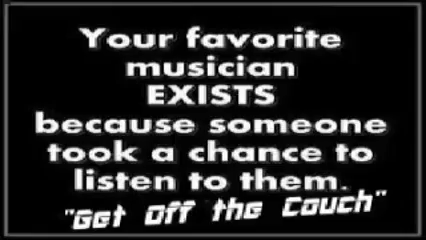 Your favorite
musician
EXISTS
because someone
took a chance to
listen to them.
"Get off the Couch"